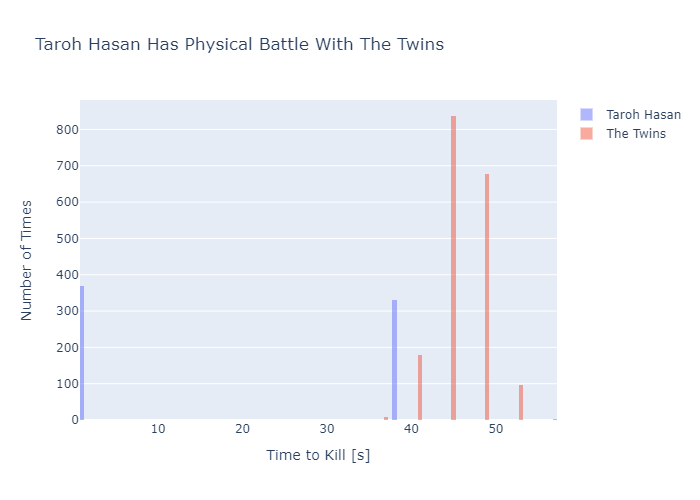 Taroh Hasan Has Physical Battle With The Twins
Taroh Hasan
The Twins
Number of Times
800
700
600
500
400
300
200
100
0
10 20 30 40 50
Time to Kill [s]